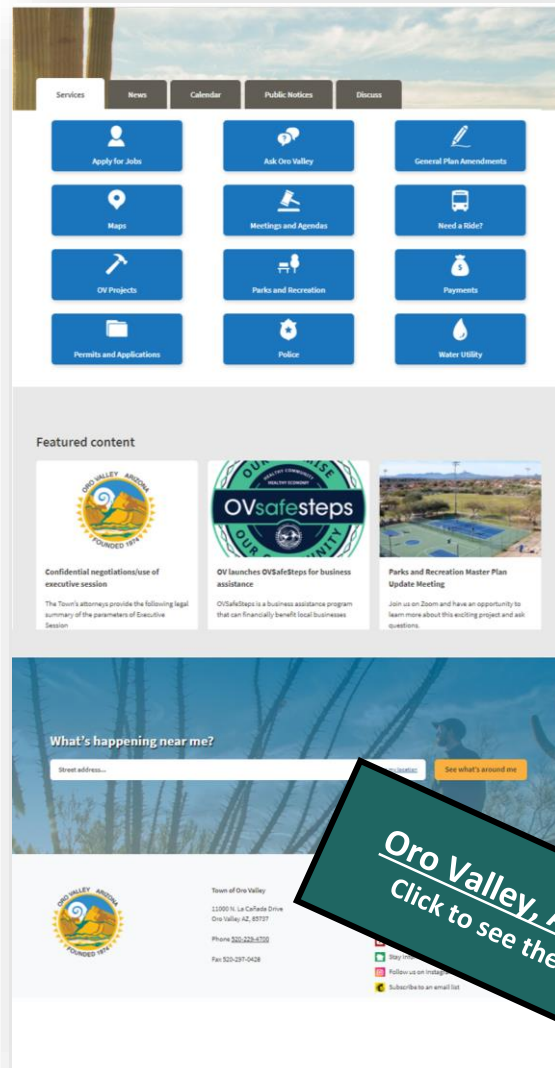 Services
News
Calendar
Public Notices
Discuss
Apply for Jobs
Ask Oro Valley
General Plan Amendments
Maps
Meetings and Agendas
Need a Ride?
OV Projects
Parks and Recreation
Payments
Permits and Applications
Police
Water Utility
Featured content
ORO VALLEY ARIZONA
FOUNDED 1974
HEALTHY COMMUNITY
HEALTHY ECONOMY
OVsafesteps
Confidential negotiations/use of
executive session
The Town's attorneys provide the following legal
summary of the parameters of Executive
Session
OV launches OVSafeSteps for business
assistance
OVSafeSteps is a business assistance program
that can financially benefit local businesses
Parks and Recreation Master Plan
Update Meeting
Join us on Zoom and have an opportunity to
learn more about this exciting project and ask
questions.
What's happening near me?
Street address...
location
See what's around me
ORO VALLEY ARIZONA
FOUNDED 1974
Town of Oro Valley
11000 N. La Cañada Drive
Oro Valley AZ, 85737
Phone 520-229-4700
Fax 520-297-0428
Oro Valley,
Click to see the
Stay
Follow us on
Subscribe to an email list